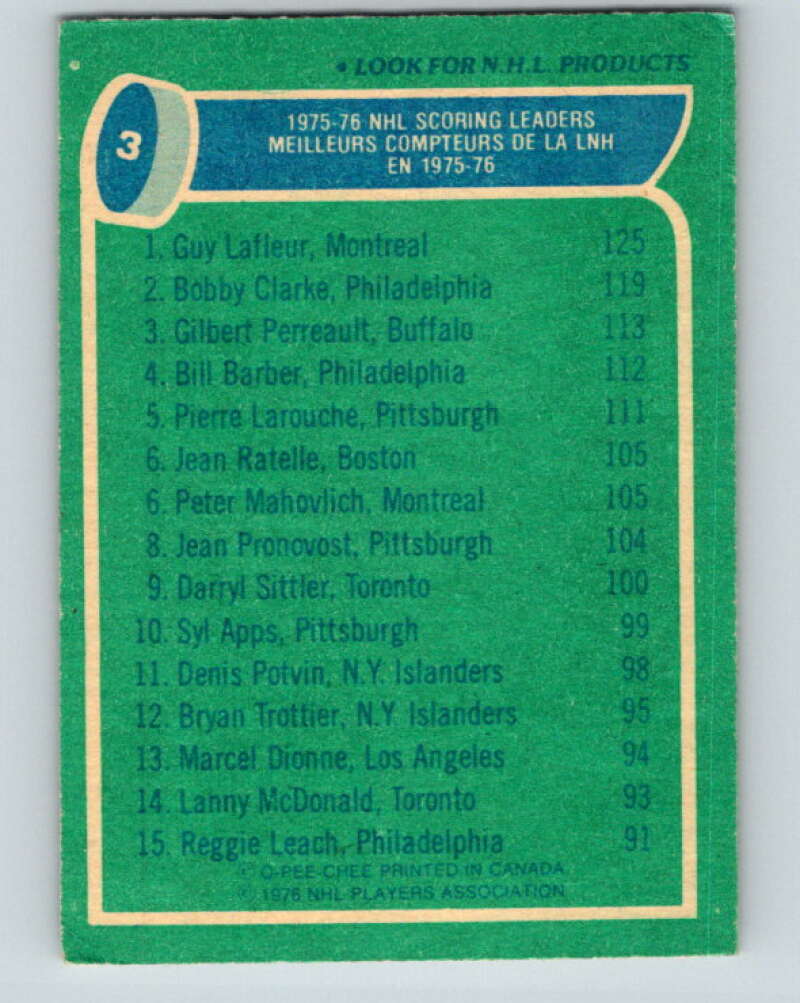 • LOOK FOR N.H.L. PRODUCTS
3
1975-76 NHL SCORING LEADERS
MEILLEURS COMPTEURS DE LA LNH
EN 1975-76
1. Guy Lafleur, Montreal 125
2. Bobby Clarke, Philadelphia 119
3. Gilbert Perreault, Buffalo 113
4. Bill Barber, Philadelphia 112
5. Pierre Larouche, Pittsburgh 111
6. Jean Ratelle, Boston 105
6. Peter Mahovlich, Montreal 105
8. Jean Pronovost, Pittsburgh 104
9. Darryl Sittler, Toronto 100
10. Syl Apps, Pittsburgh 99
11. Denis Potvin, N.Y. Islanders 98
12. Bryan Trottier, N.Y. Islanders 95
13. Marcel Dionne, Los Angeles 94
14. Lanny McDonald, Toronto 93
15. Reggie Leach, Philadelphia 91
© O-PEE-CHEE PRINTED IN CANADA
© 1976 NHL PLAYERS ASSOCIATION